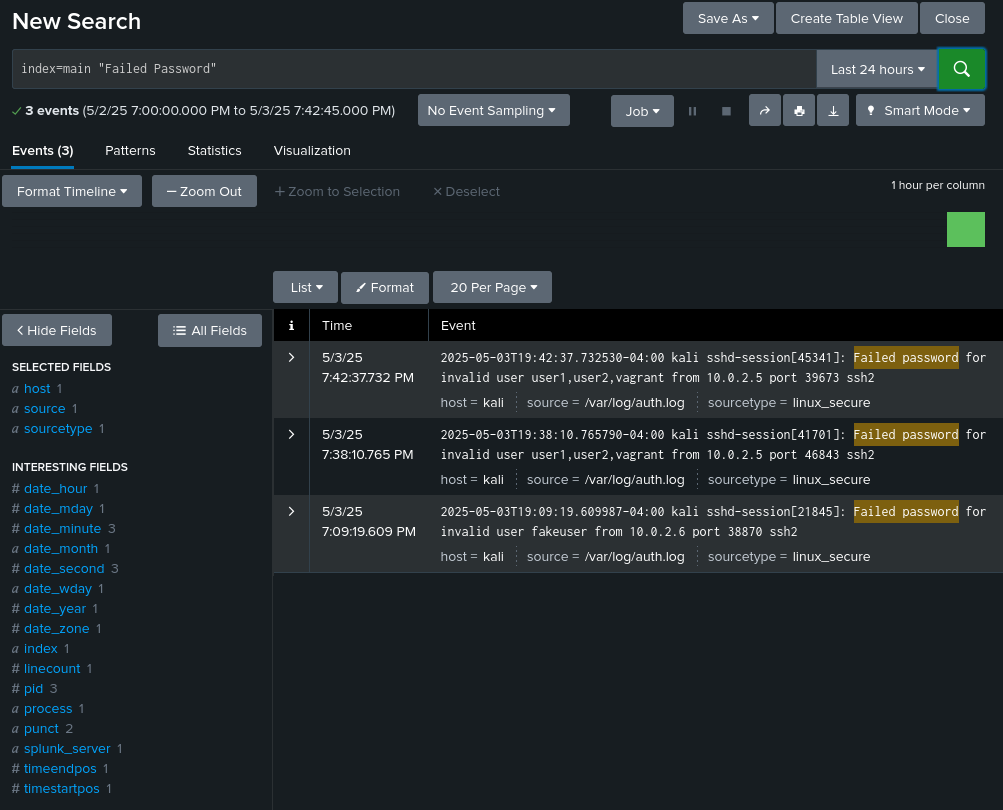 New Search
Save As ▾ Create Table View Close
index=main "Failed Password" Last 24 hours ▾
✓ 3 events (5/2/25 7:00:00.000 PM to 5/3/25 7:42:45.000 PM) No Event Sampling ▾ Job ▾ Smart Mode ▾
Events (3) Patterns Statistics Visualization
Format Timeline ▾ — Zoom Out + Zoom to Selection × Deselect 1 hour per column
List ▾ Format 20 Per Page ▾
< Hide Fields All Fields
i Time Event
SELECTED FIELDS
a host 1
a source 1
a sourcetype 1
INTERESTING FIELDS
# date_hour 1
# date_mday 1
# date_minute 3
a date_month 1
# date_second 3
a date_wday 1
# date_year 1
# date_zone 1
a index 1
# linecount 1
# pid 3
a process 1
a punct 2
a splunk_server 1
# timeendpos 1
# timestartpos 1
> 5/3/25 2025-05-03T19:42:37.732530-04:00 kali sshd-session[45341]: Failed password for
7:42:37.732 PM invalid user user1,user2,vagrant from 10.0.2.5 port 39673 ssh2
host = kali source = /var/log/auth.log sourcetype = linux_secure
> 5/3/25 2025-05-03T19:38:10.765790-04:00 kali sshd-session[41701]: Failed password for
7:38:10.765 PM invalid user user1,user2,vagrant from 10.0.2.5 port 46843 ssh2
host = kali source = /var/log/auth.log sourcetype = linux_secure
> 5/3/25 2025-05-03T19:09:19.609987-04:00 kali sshd-session[21845]: Failed password for
7:09:19.609 PM invalid user fakeuser from 10.0.2.6 port 38870 ssh2
host = kali source = /var/log/auth.log sourcetype = linux_secure